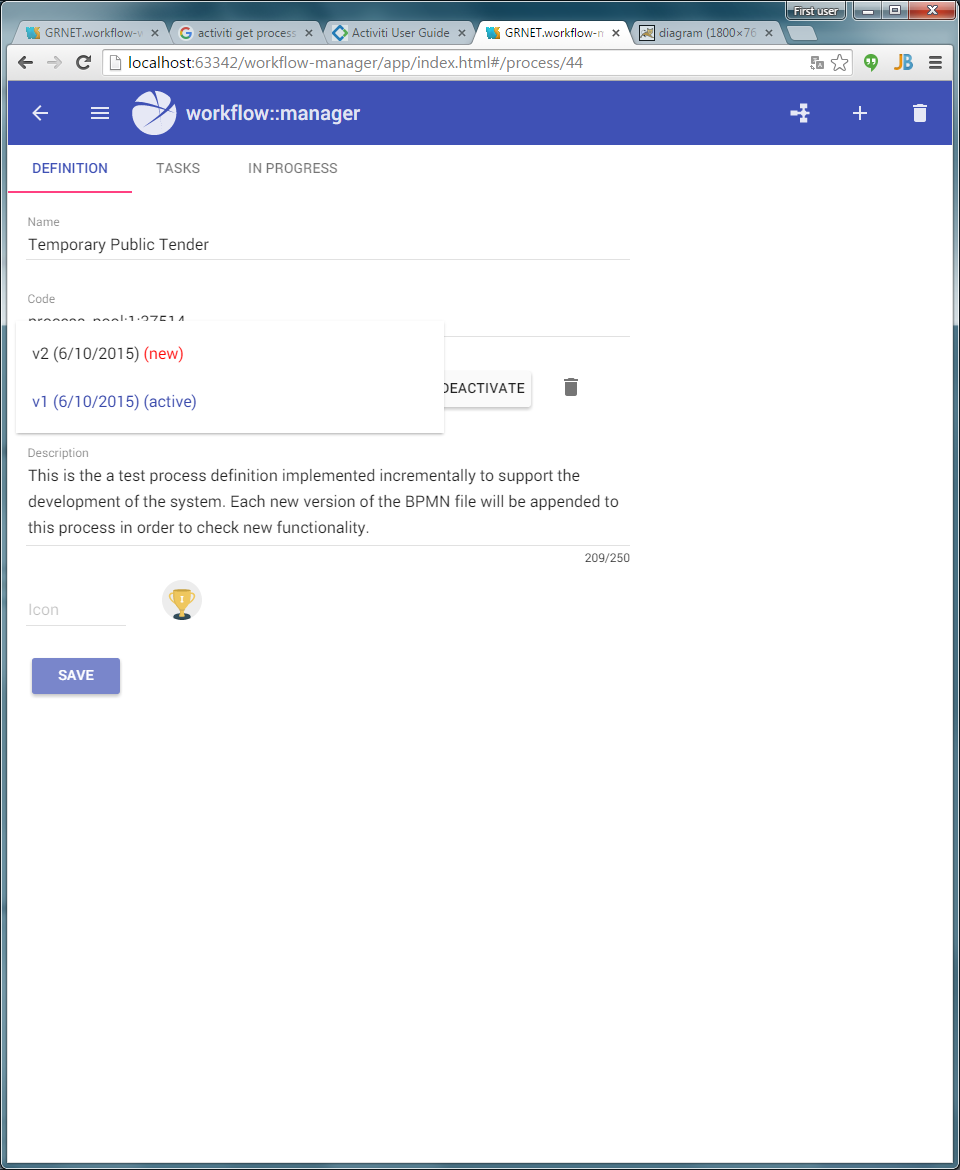 First user
GRNET.workflow-v
activiti get process
Activiti User Guide
GRNET.workflow-n
diagram (1800×76
localhost:63342/workflow-manager/app/index.html#/process/44
JB
workflow::manager
DEFINITION TASKS IN PROGRESS
Name
Temporary Public Tender
Code
process_pool:1:37514
v2 (6/10/2015) (new)
v1 (6/10/2015) (active)
DEACTIVATE
Description
This is the a test process definition implemented incrementally to support the
development of the system. Each new version of the BPMN file will be appended to
this process in order to check new functionality.
209/250
Icon
1
SAVE